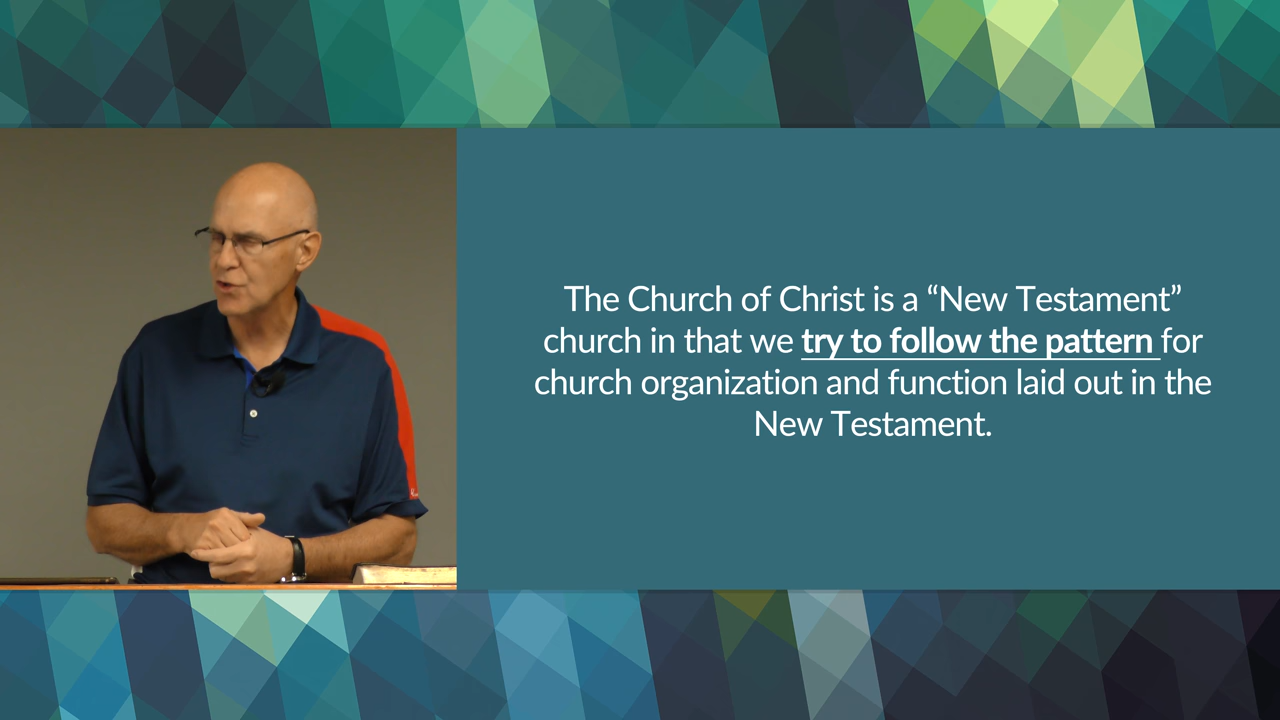 The Church of Christ is a “New Testament”
church in that we try to follow the pattern for
church organization and function laid out in the
New Testament.